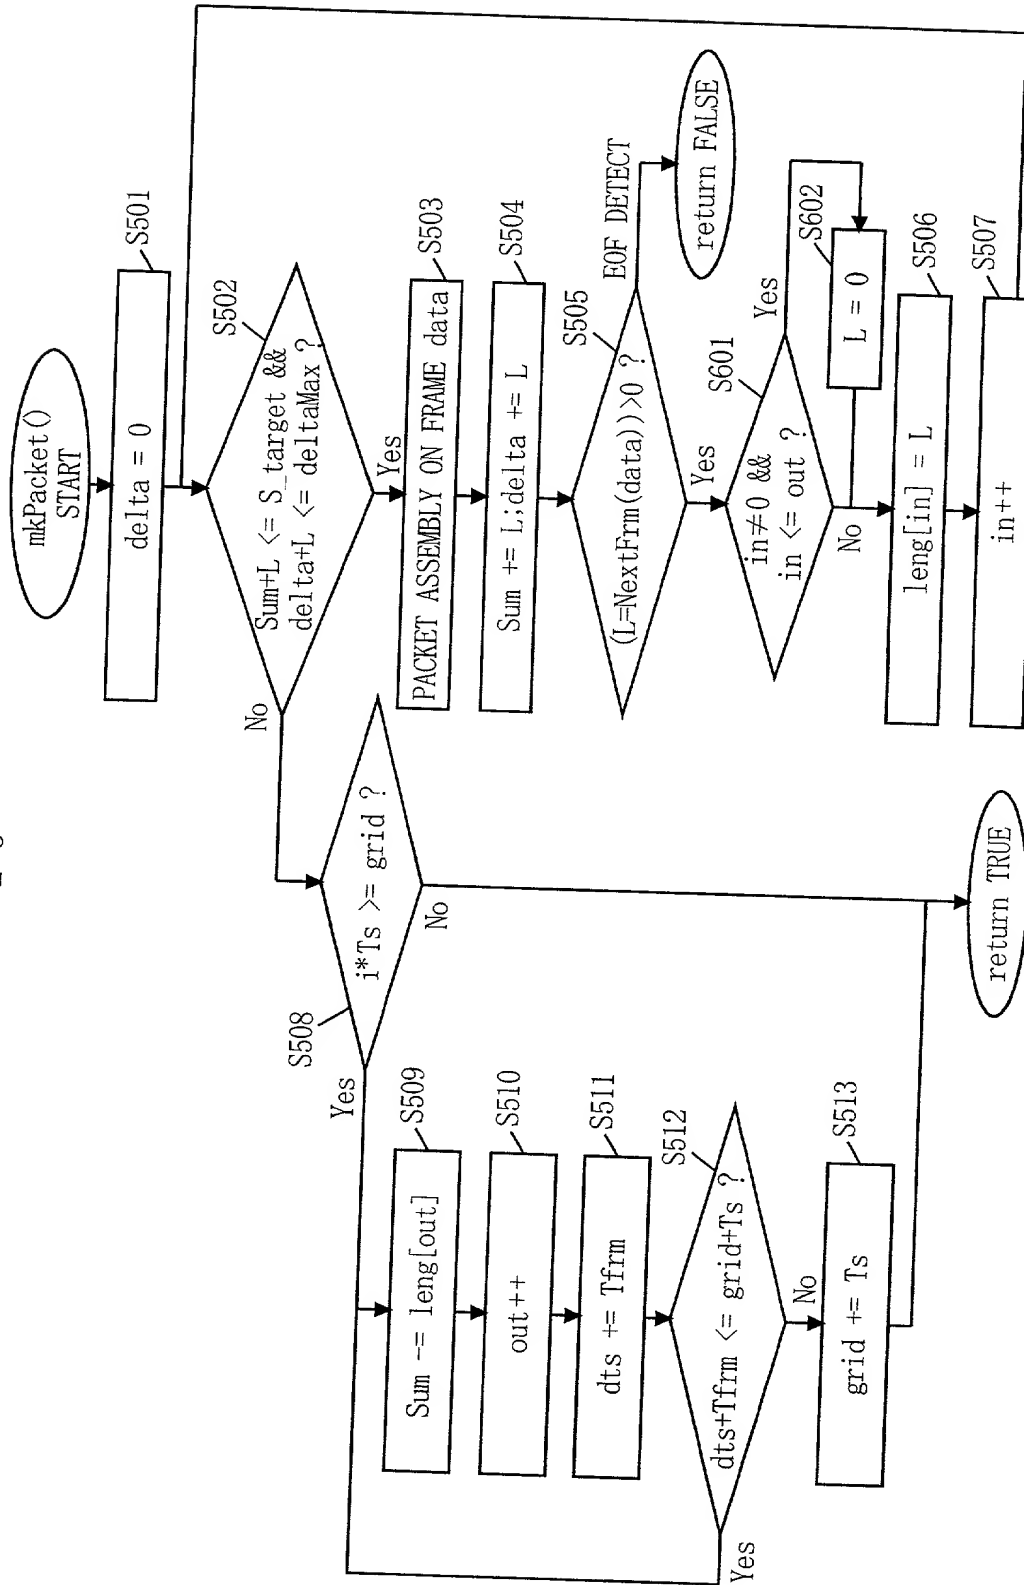 mkPacket()
START
delta = 0
S501
Sum+L <= S_target &&
delta+L <= deltaMax ?
S502
Yes
No
PACKET ASSEMBLY ON FRAME data
S503
Sum += L;delta += L
S504
(L=NextFrm(data))>0 ?
S505
EOF DETECT
return FALSE
Yes
in≠0 &&
in <= out ?
S601
Yes
No
L = 0
S602
leng[in] = L
S506
in++
S507
i*Ts >= grid ?
S508
Yes
No
Sum -= leng[out]
S509
out++
S510
dts += Tfrm
S511
dts+Tfrm <= grid+Ts ?
S512
Yes
No
grid += Ts
S513
return TRUE